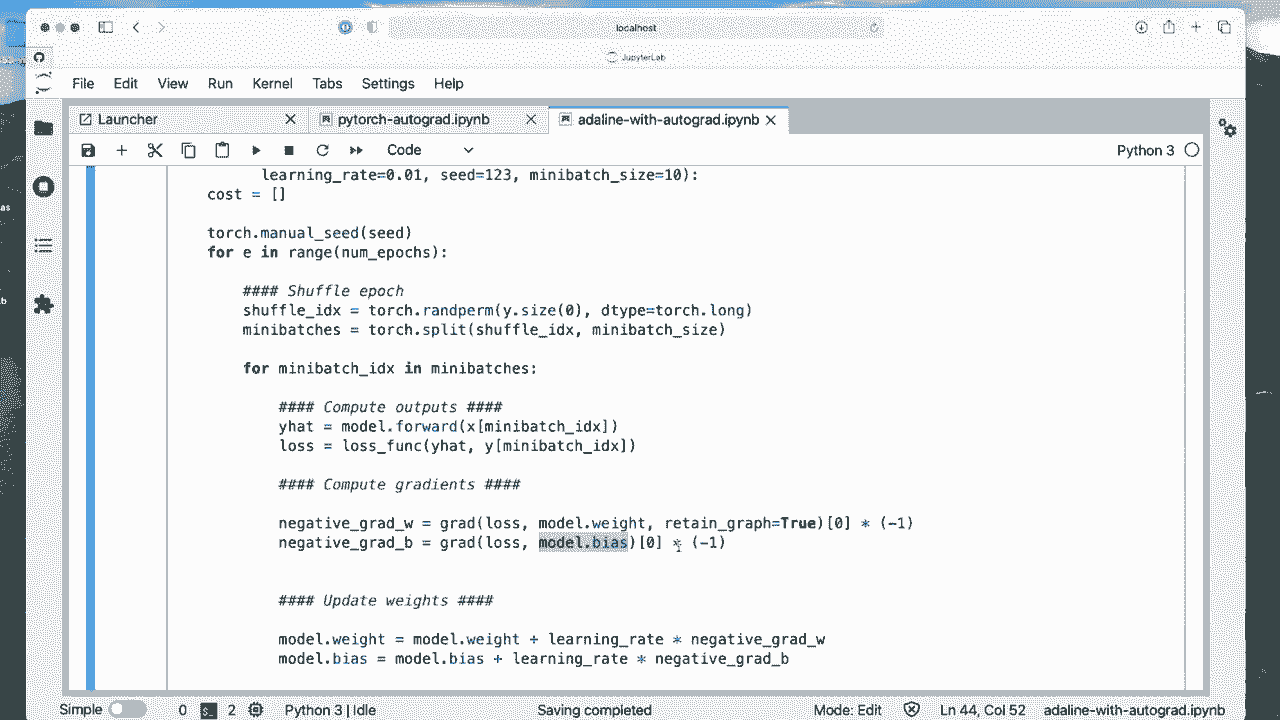 localhost
JupyterLab
File Edit View Run Kernel Tabs Settings Help
Launcher pytorch-autograd.ipynb adaline-with-autograd.ipynb
Code Python 3
learning_rate=0.01, seed=123, minibatch_size=10):
cost = []
torch.manual_seed(seed)
for e in range(num_epochs):
#### Shuffle epoch
shuffle_idx = torch.randperm(y.size(0), dtype=torch.long)
minibatches = torch.split(shuffle_idx, minibatch_size)
for minibatch_idx in minibatches:
#### Compute outputs ####
yhat = model.forward(x[minibatch_idx])
loss = loss_func(yhat, y[minibatch_idx])
#### Compute gradients ####
negative_grad_w = grad(loss, model.weight, retain_graph=True)[0] * (-1)
negative_grad_b = grad(loss, model.bias)[0] * (-1)
#### Update weights ####
model.weight = model.weight + learning_rate * negative_grad_w
model.bias = model.bias + learning_rate * negative_grad_b
Simple 0 2 Python 3 | Idle Saving completed Mode: Edit Ln 44, Col 52 adaline-with-autograd.ipynb